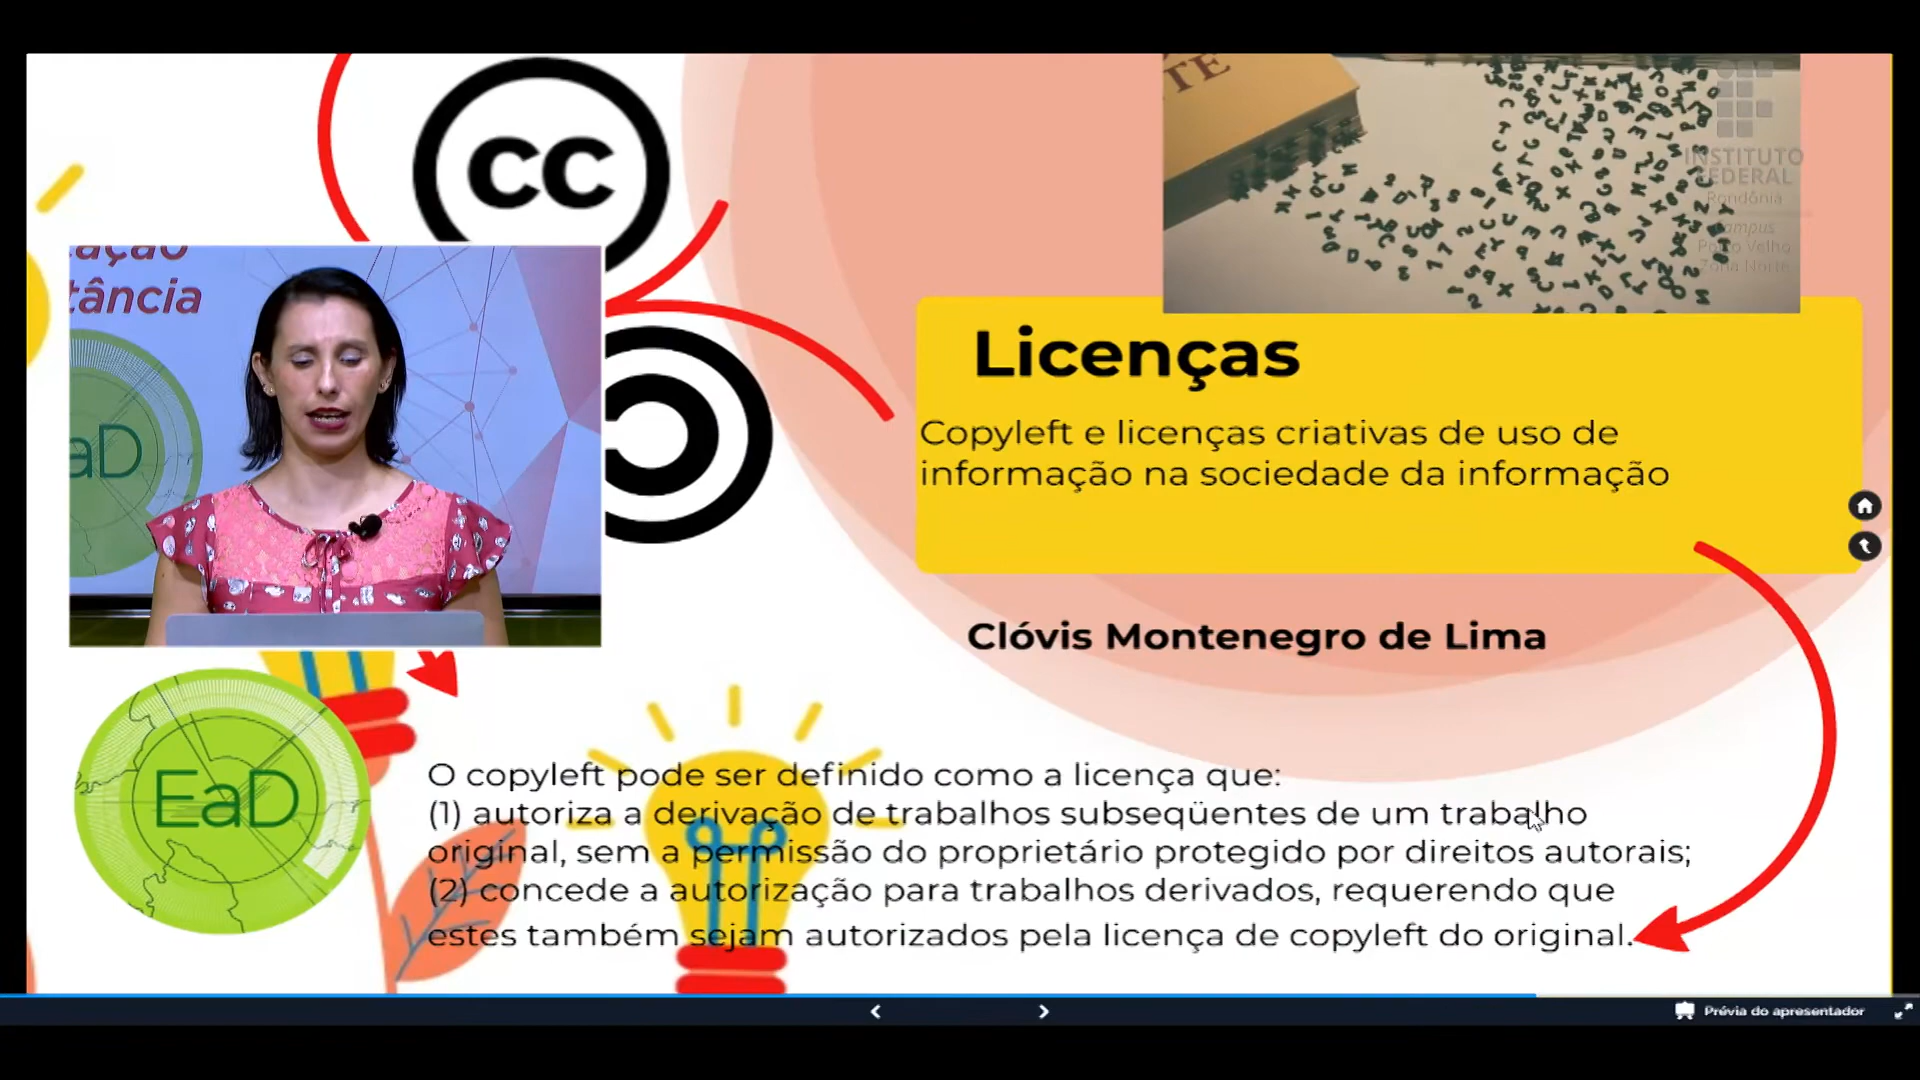 cc
TE
INSTITUTO
FEDERAL
Rondônia
Campus
Porto Velho
Zona Norte
ação
tância
aD
Licenças
Copyleft e licenças criativas de uso de
informação na sociedade da informação
Clóvis Montenegro de Lima
EaD
O copyleft pode ser definido como a licença que:
(1) autoriza a derivação de trabalhos subseqüentes de um trabalho
original, sem a permissão do proprietário protegido por direitos autorais;
(2) concede a autorização para trabalhos derivados, requerendo que
estes também sejam autorizados pela licença de copyleft do original.
Prévia do apresentador